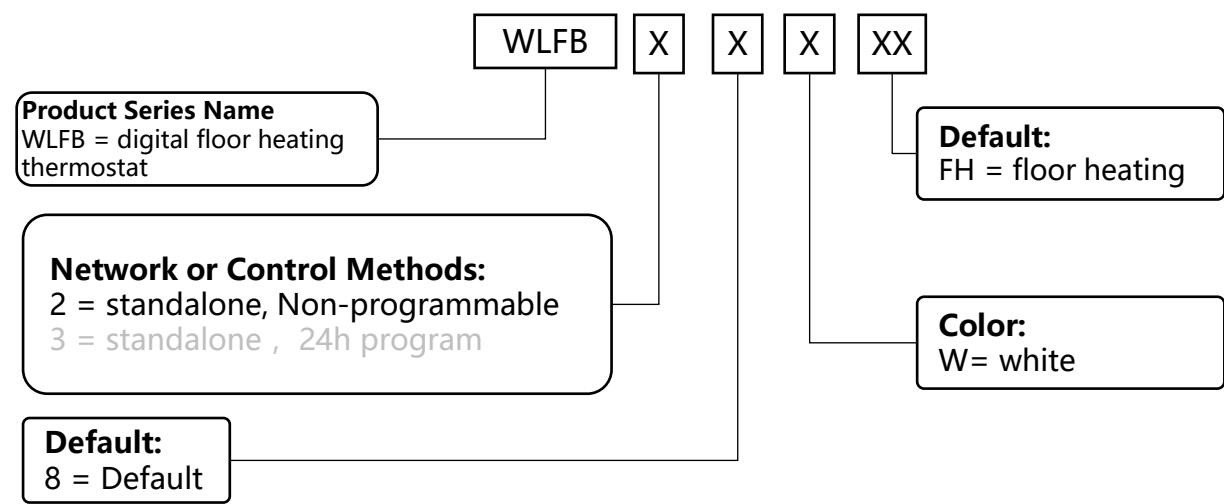 WLFB X X X XX
Product Series Name
WLFB = digital floor heating
thermostat
Default:
FH = floor heating
Network or Control Methods:
2 = standalone, Non-programmable
3 = standalone , 24h program
Color:
W= white
Default:
8 = Default